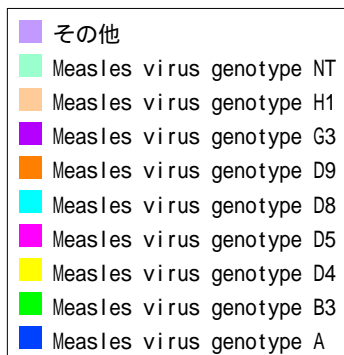 その他
Measles virus genotype NT
Measles virus genotype H1
Measles virus genotype G3
Measles virus genotype D9
Measles virus genotype D8
Measles virus genotype D5
Measles virus genotype D4
Measles virus genotype B3
Measles virus genotype A